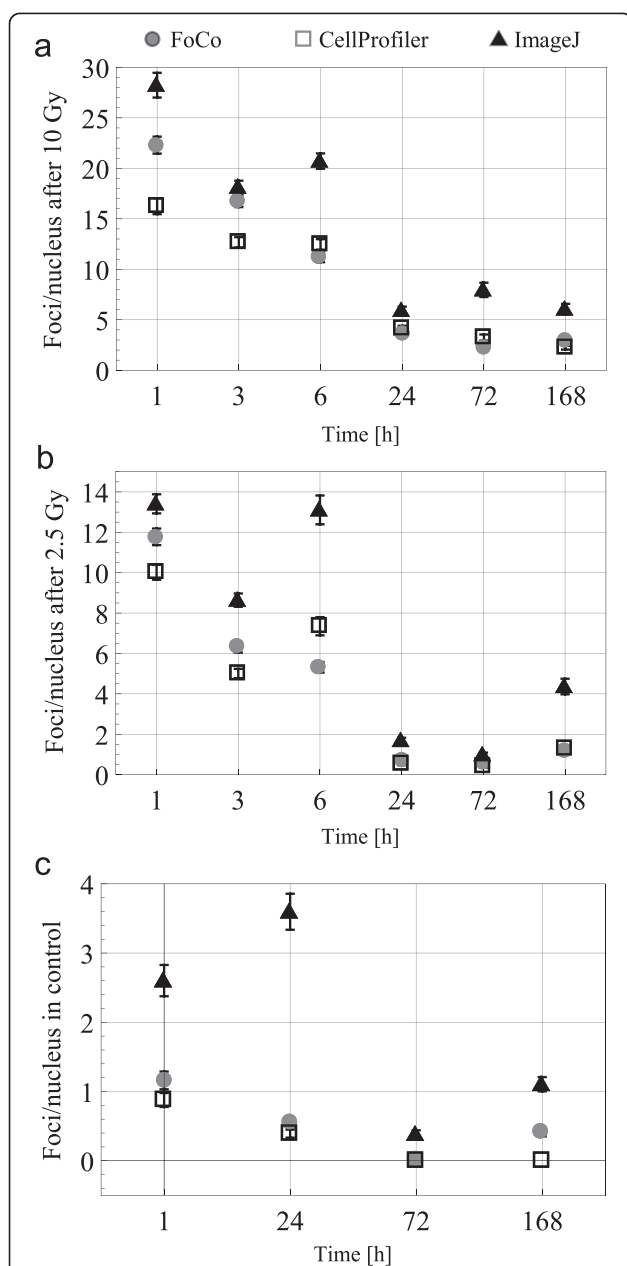 a
FoCo CellProfiler ImageJ
Foci/nucleus after 10 Gy
30
25
20
15
10
5
0
1 3 6 24 72 168
Time [h]
b
Foci/nucleus after 2.5 Gy
14
12
10
8
6
4
2
0
1 3 6 24 72 168
Time [h]
c
Foci/nucleus in control
4
3
2
1
0
1 24 72 168
Time [h]